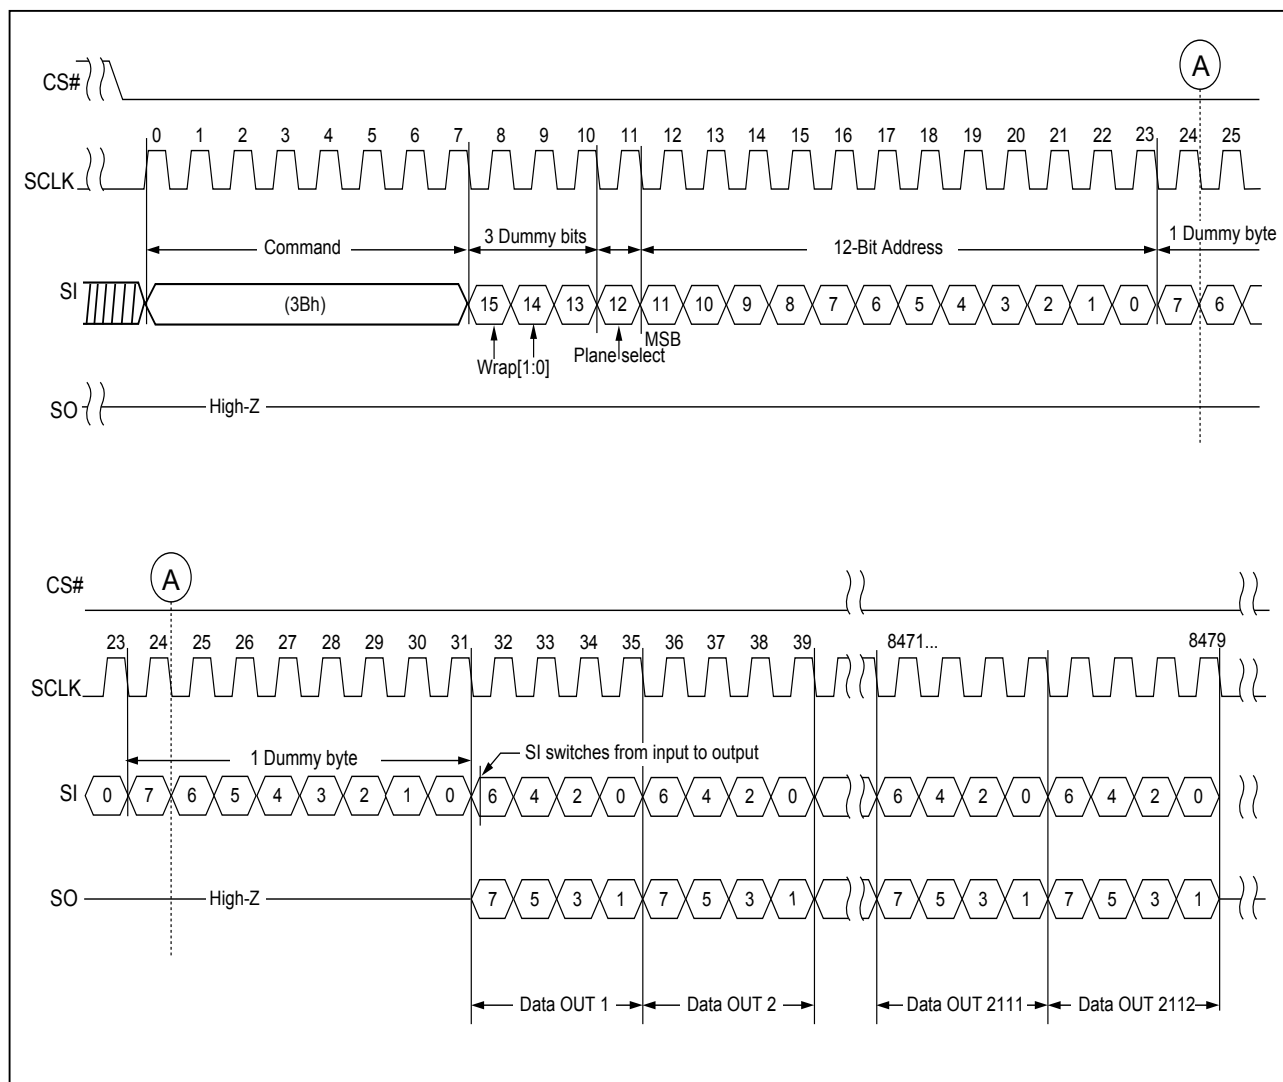 A
CS#
0 1 2 3 4 5 6 7 8 9 10 11 12 13 14 15 16 17 18 19 20 21 22 23 24 25
SCLK
Command 3 Dummy bits 12-Bit Address 1 Dummy byte
SI
(3Bh) 15 14 13 12 11 10 9 8 7 6 5 4 3 2 1 0 7 6
MSB
Wrap[1:0] Plane select
SO High-Z
A
CS#
23 24 25 26 27 28 29 30 31 32 33 34 35 36 37 38 39 8471... 8479
SCLK
1 Dummy byte SI switches from input to output
SI 0 7 6 5 4 3 2 1 0 6 4 2 0 6 4 2 0 6 4 2 0 6 4 2 0
SO High-Z 7 5 3 1 7 5 3 1 7 5 3 1 7 5 3 1
Data OUT 1 Data OUT 2 Data OUT 2111 Data OUT 2112